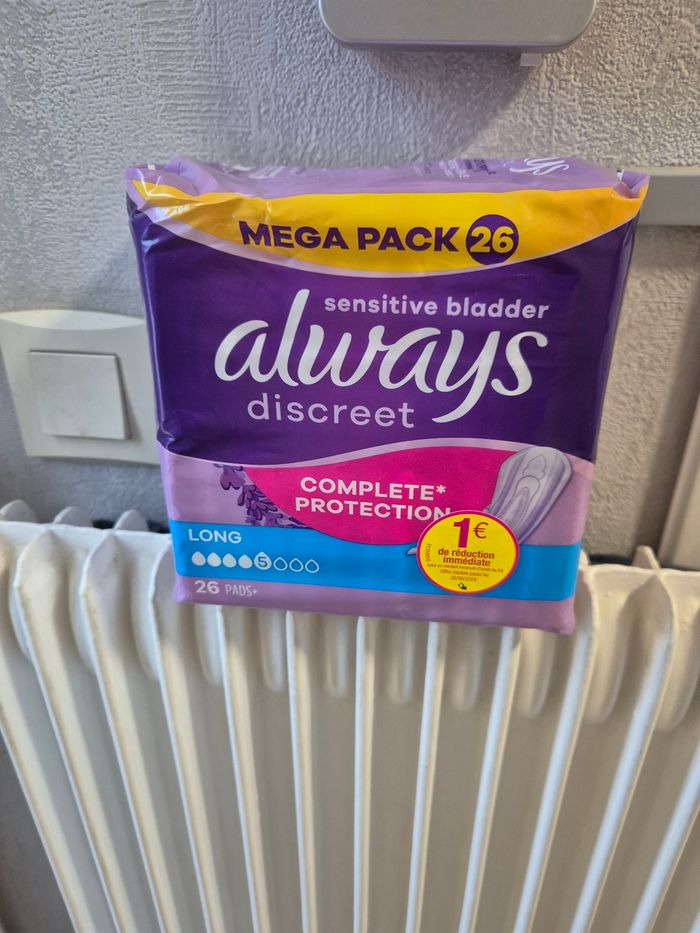 MEGA PACK 26
sensitive bladder
always
discreet
COMPLETE*
PROTECTION
LONG
5
26 PADS+
1€
de réduction
immédiate